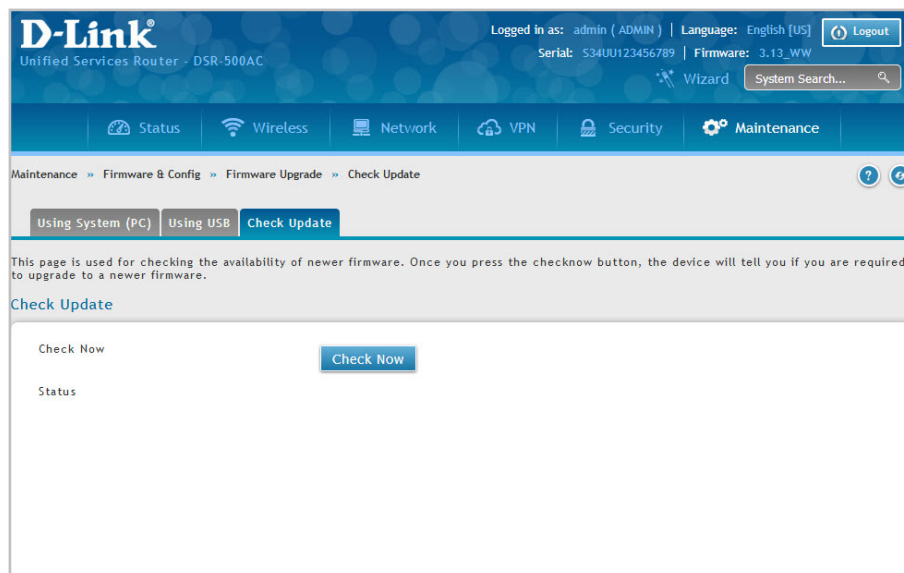 D-Link®
Unified Services Router - DSR-500AC
Logged in as: admin ( ADMIN ) | Language: English [US]
Logout
Serial: S34UU123456789 | Firmware: 3.13_WW
Wizard
System Search...
Status
Wireless
Network
VPN
Security
Maintenance
Maintenance » Firmware & Config » Firmware Upgrade » Check Update
?
Using System (PC)
Using USB
Check Update
This page is used for checking the availability of newer firmware. Once you press the checknow button, the device will tell you if you are required
to upgrade to a newer firmware.
Check Update
Check Now
Check Now
Status